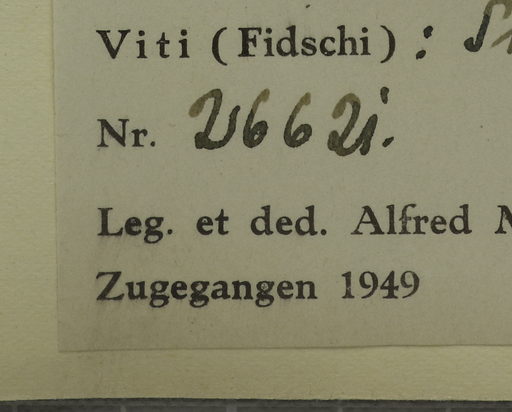 Viti (Fidschi) :
Nr. 2662i.
Leg. et ded. Alfred
Zugegangen 1949